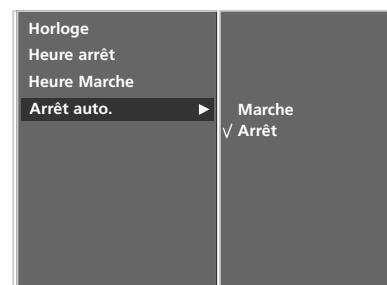 Horloge
Heure arrêt
Heure Marche
Arrêt auto. ▶
Marche
√ Arrêt